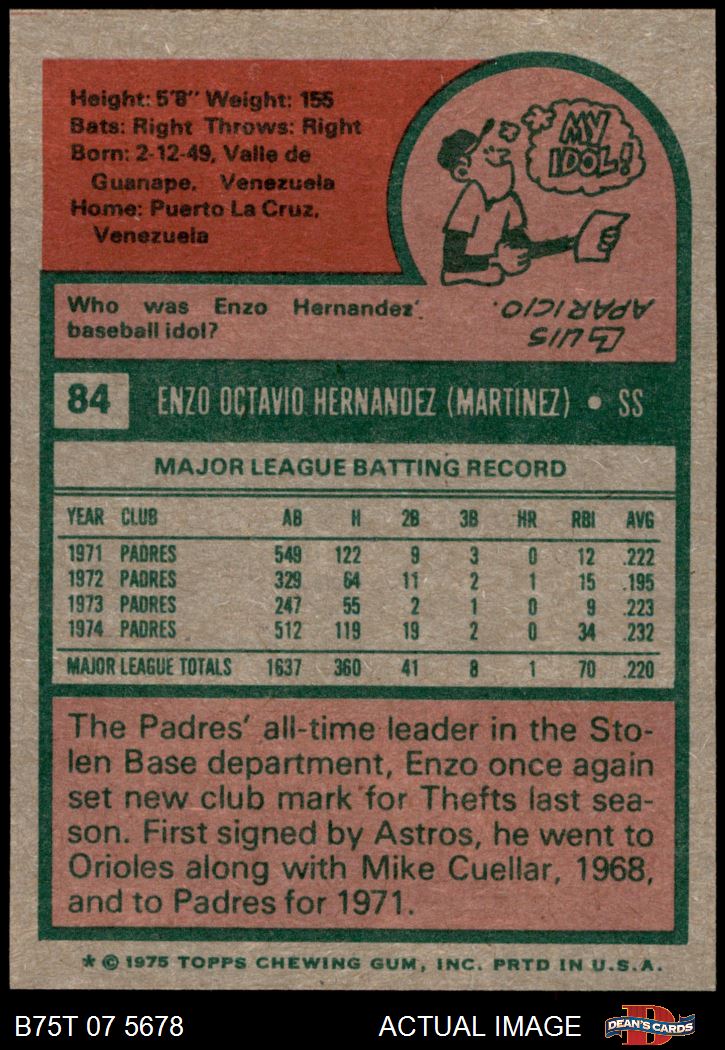 Height: 5'8" Weight: 155
Bats: Right Throws: Right
Born: 2-12-49, Valle de
Guanape, Venezuela
Home: Puerto La Cruz,
Venezuela
MY
IDOL!
Who was Enzo Hernandez'
baseball idol?
LUIS
APARICIO.
84 ENZO OCTAVIO HERNANDEZ (MARTINEZ) • SS
MAJOR LEAGUE BATTING RECORD
YEAR CLUB AB H 2B 3B HR RBI AVG
1971 PADRES 549 122 9 3 0 12 .222
1972 PADRES 329 64 11 2 1 15 .195
1973 PADRES 247 55 2 1 0 9 .223
1974 PADRES 512 119 19 2 0 34 .232
MAJOR LEAGUE TOTALS 1637 360 41 8 1 70 .220
The Padres' all-time leader in the Sto-
len Base department, Enzo once again
set new club mark for Thefts last sea-
son. First signed by Astros, he went to
Orioles along with Mike Cuellar, 1968,
and to Padres for 1971.
* © 1975 TOPPS CHEWING GUM, INC. PRTD IN U.S.A.
B75T 07 5678 ACTUAL IMAGE
D
DEAN'S CARDS